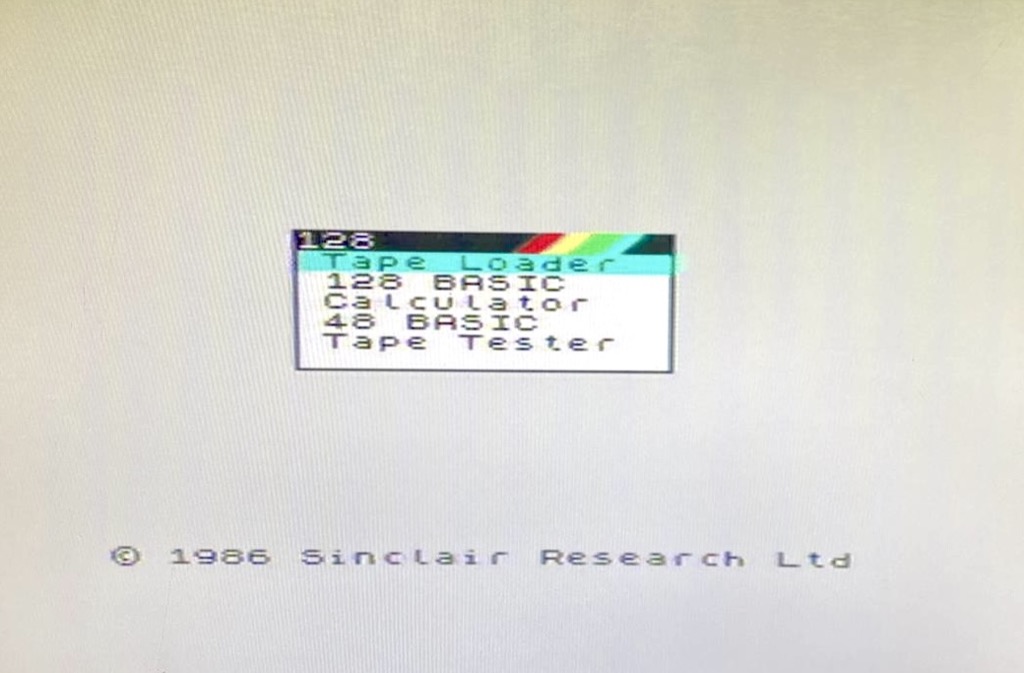 128
Tape Loader
128 BASIC
Calculator
48 BASIC
Tape Tester
© 1986 Sinclair Research Ltd